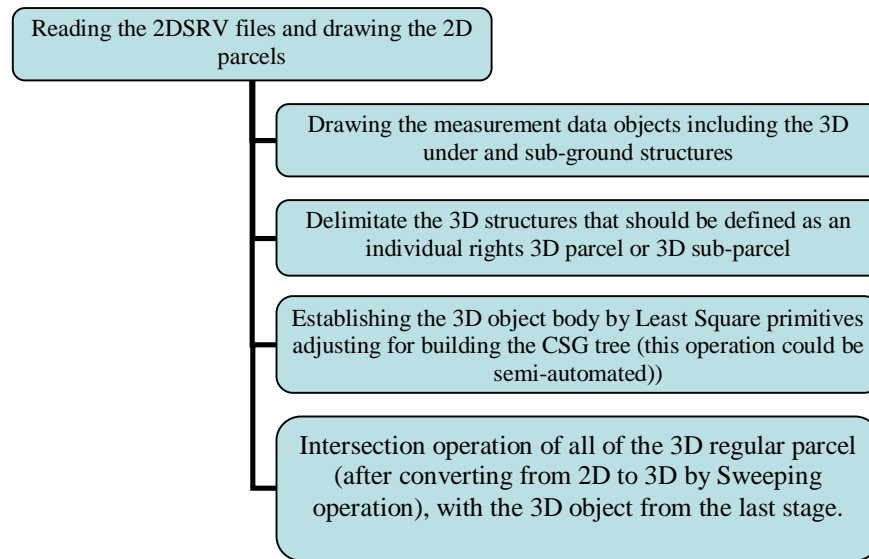 Reading the 2DSRV files and drawing the 2D
parcels
Drawing the measurement data objects including the 3D
under and sub-ground structures
Delimitate the 3D structures that should be defined as an
individual rights 3D parcel or 3D sub-parcel
Establishing the 3D object body by Least Square primitives
adjusting for building the CSG tree (this operation could be
semi-automated))
Intersection operation of all of the 3D regular parcel
(after converting from 2D to 3D by Sweeping
operation), with the 3D object from the last stage.